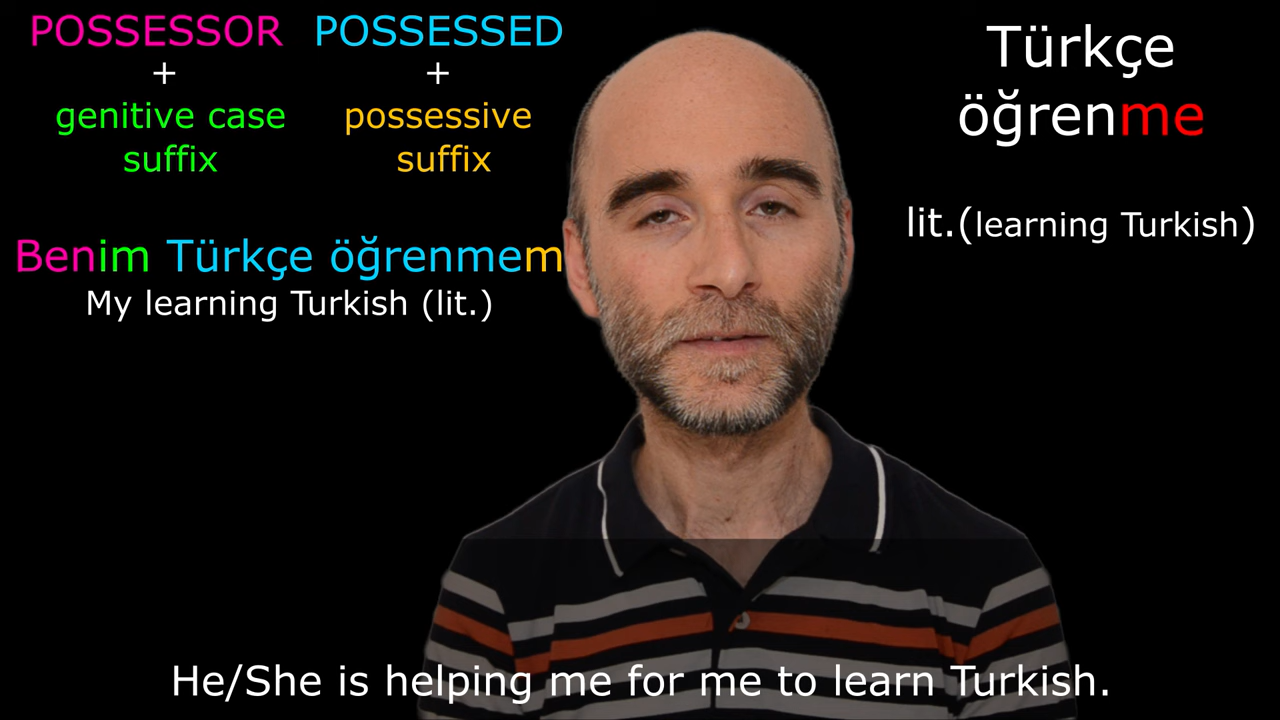 POSSESSOR POSSESSED
+ +
genitive case possessive
suffix suffix
Benim Türkçe öğrenmem
My learning Turkish (lit.)
Türkçe
öğrenme
lit.(learning Turkish)
He/She is helping me for me to learn Turkish.